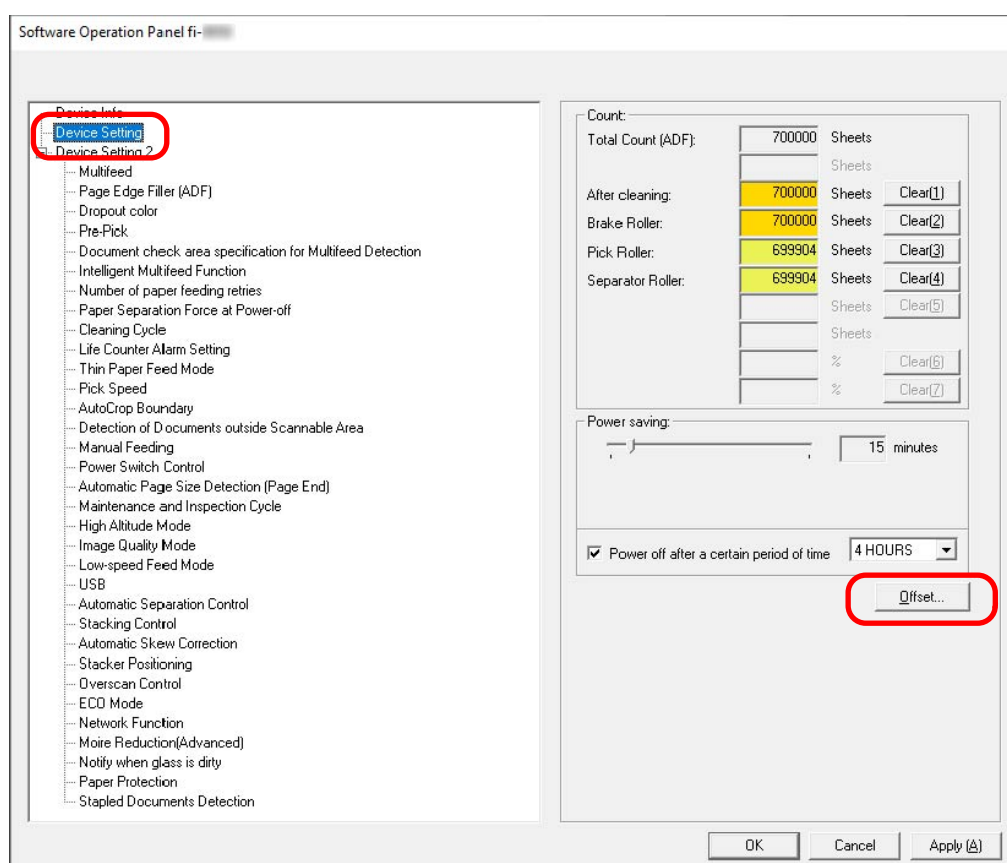 Software Operation Panel fi-
Device Info
Device Setting
Device Setting 2
Multifeed
Page Edge Filler (ADF)
Dropout color
Pre-Pick
Document check area specification for Multifeed Detection
Intelligent Multifeed Function
Number of paper feeding retries
Paper Separation Force at Power-off
Cleaning Cycle
Life Counter Alarm Setting
Thin Paper Feed Mode
Pick Speed
AutoCrop Boundary
Detection of Documents outside Scannable Area
Manual Feeding
Power Switch Control
Automatic Page Size Detection (Page End)
Maintenance and Inspection Cycle
High Altitude Mode
Image Quality Mode
Low-speed Feed Mode
USB
Automatic Separation Control
Stacking Control
Automatic Skew Correction
Stacker Positioning
Overscan Control
ECO Mode
Network Function
Moire Reduction(Advanced)
Notify when glass is dirty
Paper Protection
Stapled Documents Detection
Count:
Total Count (ADF): 700000 Sheets
Sheets
After cleaning: 700000 Sheets Clear(1)
Brake Roller: 700000 Sheets Clear(2)
Pick Roller: 699904 Sheets Clear(3)
Separator Roller: 699904 Sheets Clear(4)
Sheets Clear(5)
Sheets
% Clear(6)
% Clear(7)
Power saving:
15 minutes
Power off after a certain period of time 4 HOURS
Offset...
OK Cancel Apply (A)